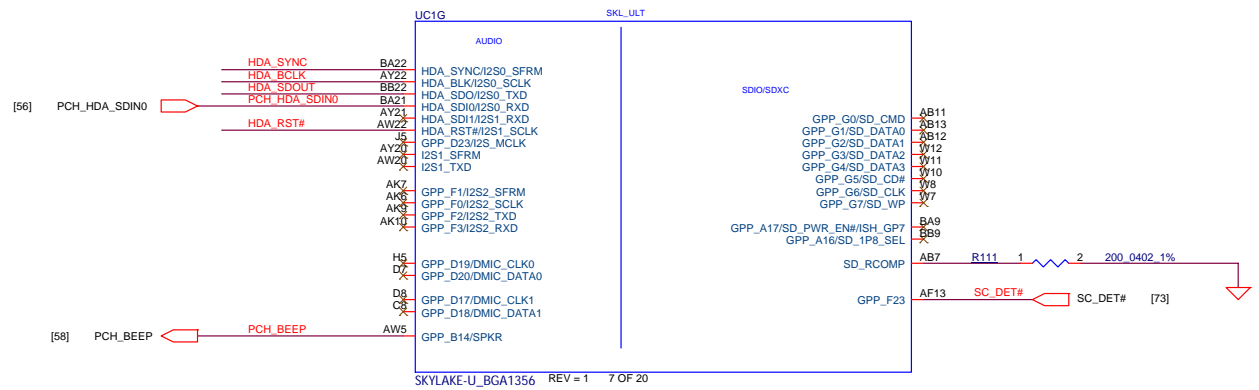 UC1G
SKL_ULT
AUDIO
SDIO/SDXC
HDA_SYNC BA22 HDA_SYNC/I2S0_SFRM
HDA_BCLK AY22 HDA_BLK/I2S0_SCLK
HDA_SDOUT BB22 HDA_SDO/I2S0_TXD
[56] PCH_HDA_SDIN0 PCH_HDA_SDIN0 BA21 HDA_SDI0/I2S0_RXD
AY21 HDA_SDI1/I2S1_RXD
HDA_RST# AW22 HDA_RST#/I2S1_SCLK
J5 GPP_D23/I2S_MCLK
AY20 I2S1_SFRM
AW20 I2S1_TXD
AK7 GPP_F1/I2S2_SFRM
AK6 GPP_F0/I2S2_SCLK
AK9 GPP_F2/I2S2_TXD
AK10 GPP_F3/I2S2_RXD
H5 GPP_D19/DMIC_CLK0
D7 GPP_D20/DMIC_DATA0
D8 GPP_D17/DMIC_CLK1
C8 GPP_D18/DMIC_DATA1
[58] PCH_BEEP PCH_BEEP AW5 GPP_B14/SPKR
GPP_G0/SD_CMD AB11
GPP_G1/SD_DATA0 AB13
GPP_G2/SD_DATA1 AB12
GPP_G3/SD_DATA2 W12
GPP_G4/SD_DATA3 W11
GPP_G5/SD_CD# W10
GPP_G6/SD_CLK W8
GPP_G7/SD_WP W7
GPP_A17/SD_PWR_EN#/ISH_GP7 BA9
GPP_A16/SD_1P8_SEL BB9
SD_RCOMP AB7 R111 1 2 200_0402_1%
GPP_F23 AF13 SC_DET# SC_DET# [73]
SKYLAKE-U_BGA1356 REV = 1 7 OF 20